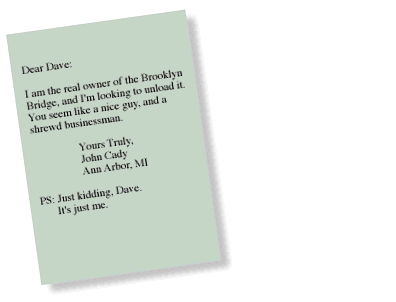 Dear Dave:
I am the real owner of the Brooklyn
Bridge, and I'm looking to unload it.
You seem like a nice guy, and a
shrewd businessman.
Yours Truly,
John Cady
Ann Arbor, MI
PS: Just kidding, Dave.
It's just me.